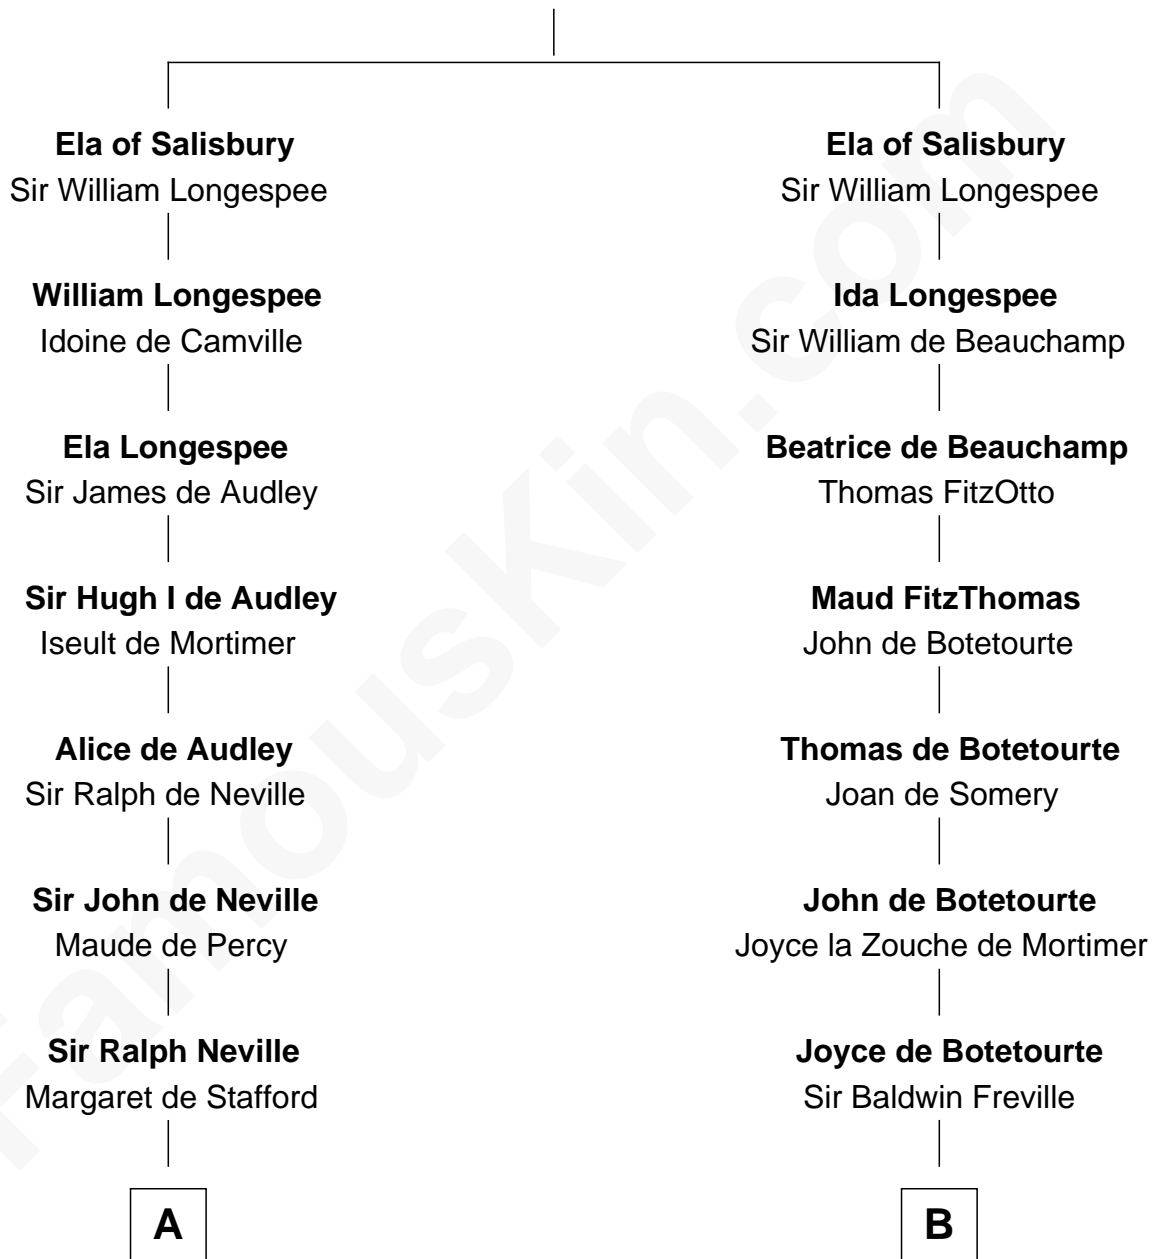 Ela of Salisbury
Sir William Longespee
William Longespee
Idoine de Camville
Ela Longespee
Sir James de Audley
Sir Hugh I de Audley
Iseult de Mortimer
Alice de Audley
Sir Ralph de Neville
Sir John de Neville
Maude de Percy
Sir Ralph Neville
Margaret de Stafford
A
Ela of Salisbury
Sir William Longespee
Ida Longespee
Sir William de Beauchamp
Beatrice de Beauchamp
Thomas FitzOtto
Maud FitzThomas
John de Botetourte
Thomas de Botetourte
Joan de Somery
John de Botetourte
Joyce la Zouche de Mortimer
Joyce de Botetourte
Sir Baldwin Freville
B
FamousKin.com